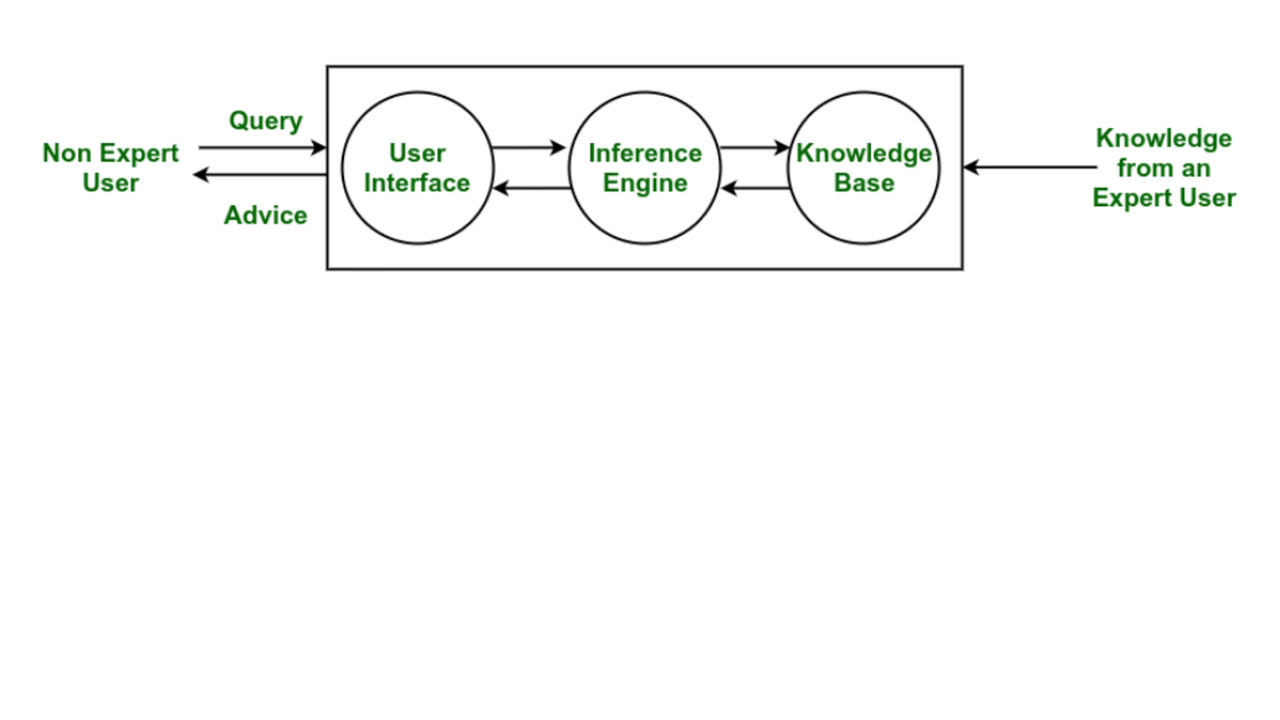 Query
Non Expert
User
Advice
User
Interface
Inference
Engine
Knowledge
Base
Knowledge
from an
Expert User